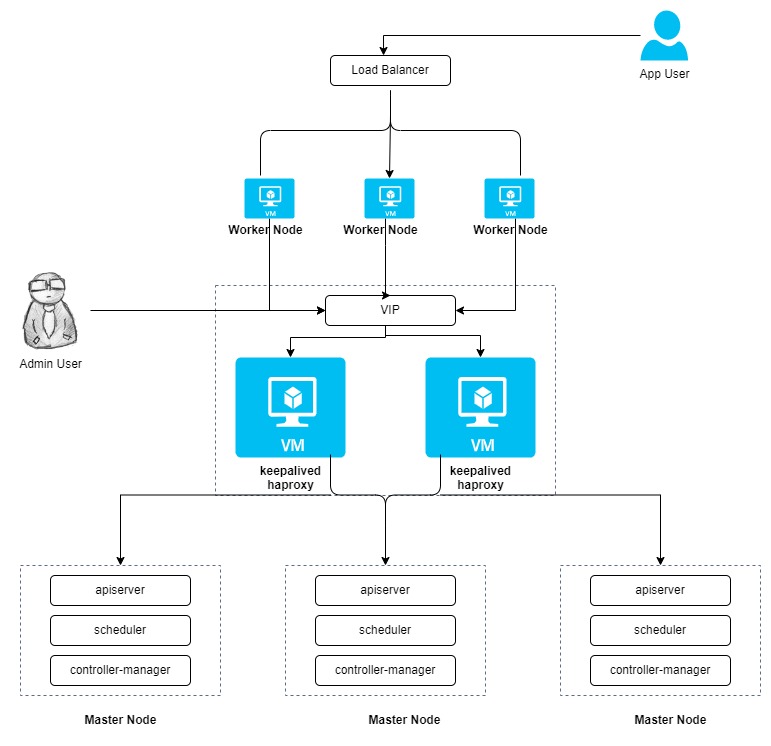 App User
Load Balancer
VM
VM
VM
Worker Node
Worker Node
Worker Node
VIP
Admin User
VM
VM
keepalived
haproxy
keepalived
haproxy
apiserver
scheduler
controller-manager
Master Node
apiserver
scheduler
controller-manager
Master Node
apiserver
scheduler
controller-manager
Master Node